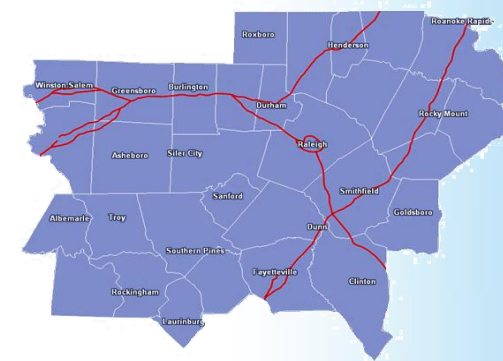 Roxboro
Roanoke Rapids
Henderson
Winston Salem
Greensboro
Burlington
Durham
Rocky Mount
Raleigh
Asheboro
Siler City
Smithfield
Sanford
Goldsboro
Albemarle
Troy
Dunn
Southern Pines
Fayetteville
Clinton
Rockingham
Laurinburg